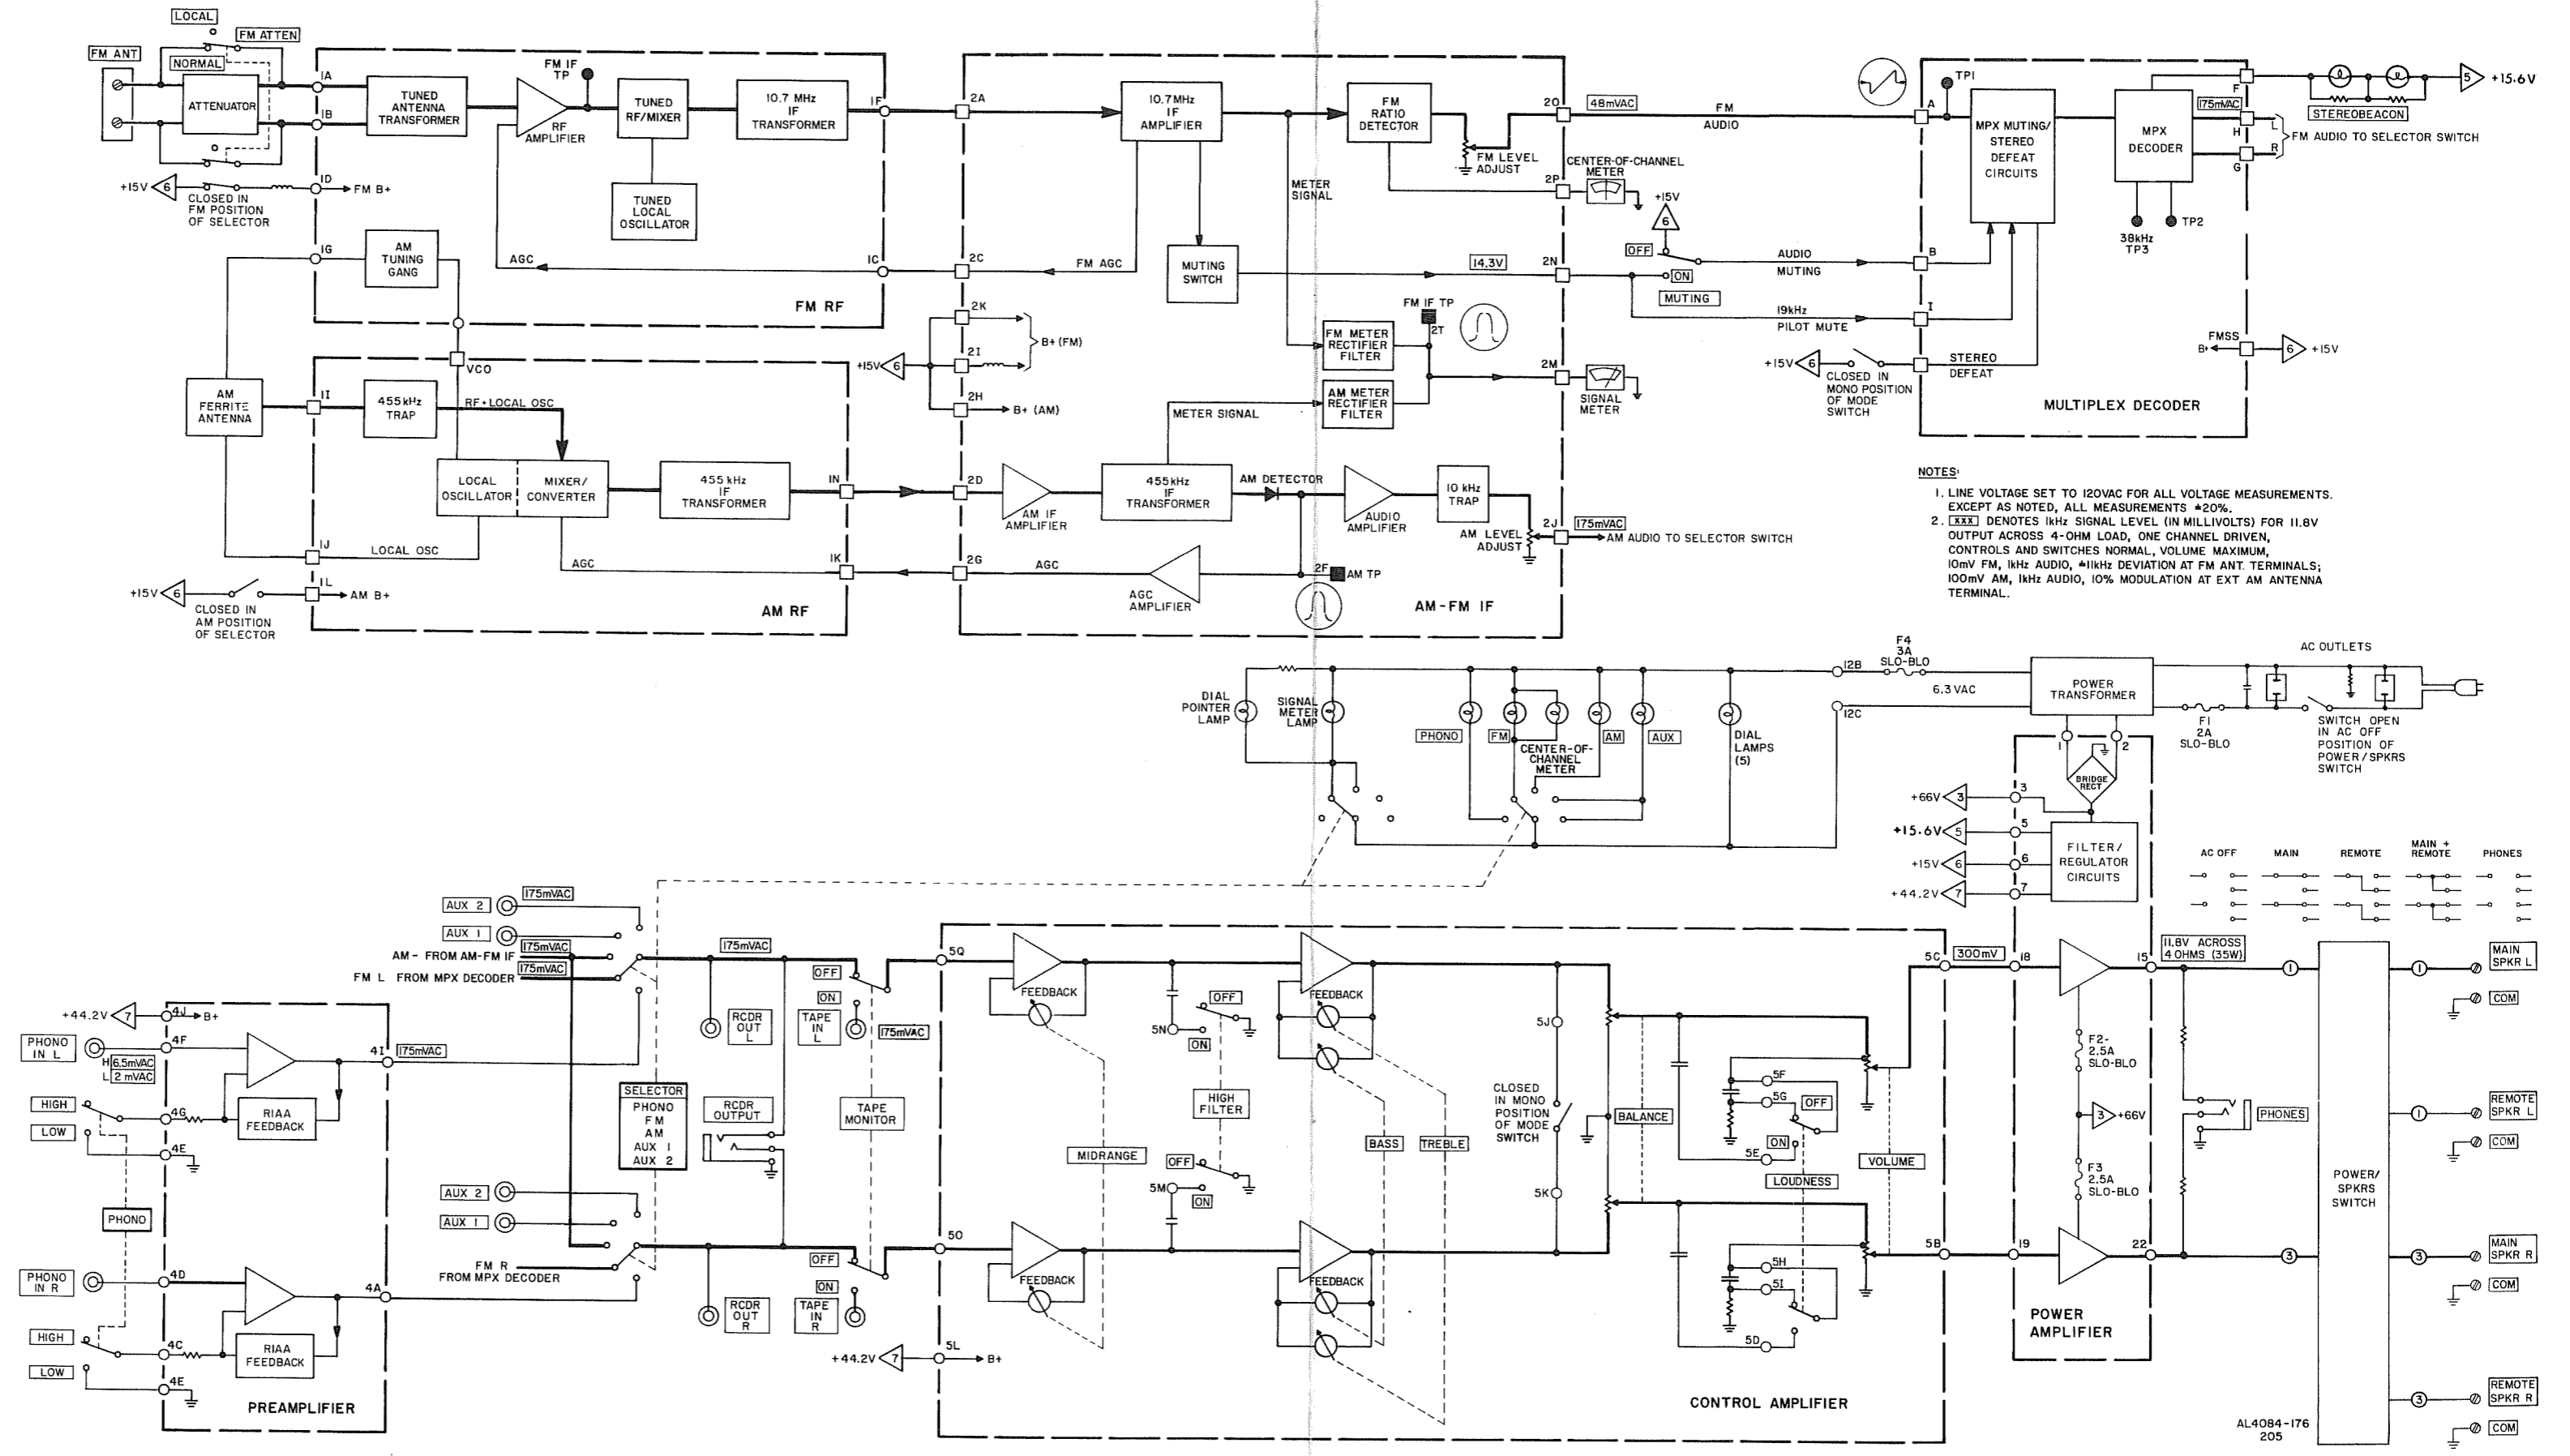 LOCAL
FM ATTEN
FM ANT
NORMAL
ATTENUATOR
1A
1B
TUNED
ANTENNA
TRANSFORMER
FM IF
TP
RF
AMPLIFIER
TUNED
RF/MIXER
10.7 MHz
IF
TRANSFORMER
1F
TUNED
LOCAL
OSCILLATOR
+15V
6
CLOSED IN
FM POSITION
OF SELECTOR
1D
FM B+
1G
AM
TUNING
GANG
AGC
1C
FM RF
2A
10.7MHz
IF
AMPLIFIER
FM
RATIO
DETECTOR
FM LEVEL
ADJUST
2O
48mVAC
FM
AUDIO
METER
SIGNAL
2P
CENTER-OF-CHANNEL
METER
2C
FM AGC
MUTING
SWITCH
14.3V
2N
+15V
6
OFF
ON
MUTING
AUDIO
MUTING
19kHz
PILOT MUTE
2K
2I
B+ (FM)
+15V
6
2H
B+ (AM)
FM IF TP
2T
FM METER
RECTIFIER
FILTER
AM METER
RECTIFIER
FILTER
METER SIGNAL
2M
SIGNAL
METER
A
TP1
MPX MUTING/
STEREO
DEFEAT
CIRCUITS
MPX
DECODER
38kHz
TP3
TP2
F
175mVAC
H
G
L
R
FM AUDIO TO SELECTOR SWITCH
STEREOBEACON
5
+15.6V
B
I
FMSS
B+
6
+15V
+15V
6
CLOSED IN
MONO POSITION
OF MODE
SWITCH
STEREO
DEFEAT
MULTIPLEX DECODER
AM
FERRITE
ANTENNA
VCO
1I
455kHz
TRAP
RF+LOCAL OSC
LOCAL
OSCILLATOR
MIXER/
CONVERTER
455 kHz
IF
TRANSFORMER
1N
1J
LOCAL OSC
AGC
1K
+15V
6
1L
AM B+
CLOSED IN
AM POSITION
OF SELECTOR
AM RF
2D
AM IF
AMPLIFIER
455kHz
IF
TRANSFORMER
AM DETECTOR
AUDIO
AMPLIFIER
10 kHz
TRAP
AM LEVEL
ADJUST
2J
175mVAC
AM AUDIO TO SELECTOR SWITCH
2G
AGC
AGC
AMPLIFIER
2F
AM TP
AM-FM IF
NOTES:
1. LINE VOLTAGE SET TO 120VAC FOR ALL VOLTAGE MEASUREMENTS.
EXCEPT AS NOTED, ALL MEASUREMENTS ±20%.
2. XXX DENOTES 1kHz SIGNAL LEVEL (IN MILLIVOLTS) FOR 11.8V
OUTPUT ACROSS 4-OHM LOAD, ONE CHANNEL DRIVEN,
CONTROLS AND SWITCHES NORMAL, VOLUME MAXIMUM,
10mV FM, 1kHz AUDIO, ±11kHz DEVIATION AT FM ANT. TERMINALS;
100mV AM, 1kHz AUDIO, 10% MODULATION AT EXT AM ANTENNA
TERMINAL.
DIAL
POINTER
LAMP
SIGNAL
METER
LAMP
PHONO
FM
CENTER-OF-
CHANNEL
METER
AM
AUX
DIAL
LAMPS
(5)
12B
12C
F4
3A
SLO-BLO
6.3 VAC
POWER
TRANSFORMER
AC OUTLETS
F1
2A
SLO-BLO
SWITCH OPEN
IN AC OFF
POSITION OF
POWER/SPKRS
SWITCH
1
2
BRIDGE
RECT
+66V
3
3
+15.6V
5
5
+15V
6
6
+44.2V
7
7
FILTER/
REGULATOR
CIRCUITS
AC OFF
MAIN
REMOTE
MAIN +
REMOTE
PHONES
AUX 2
175mVAC
AUX 1
175mVAC
AM - FROM AM-FM IF
175mVAC
FM L FROM MPX DECODER
175mVAC
RCDR
OUT
L
OFF
ON
TAPE
IN
L
175mVAC
+44.2V
7
4J
B+
PHONO
IN L
4F
H 6.5mVAC
L 2 mVAC
4I
175mVAC
HIGH
4G
RIAA
FEEDBACK
LOW
4E
PHONO
PHONO
IN R
4D
4A
HIGH
4C
RIAA
FEEDBACK
LOW
4E
PREAMPLIFIER
SELECTOR
PHONO
FM
AM
AUX 1
AUX 2
RCDR
OUTPUT
TAPE
MONITOR
AUX 2
AUX 1
FM R
FROM MPX DECODER
RCDR
OUT
R
OFF
ON
TAPE
IN
R
5Q
FEEDBACK
5N
OFF
ON
FEEDBACK
HIGH
FILTER
MIDRANGE
BASS
TREBLE
OFF
5M
ON
5O
FEEDBACK
FEEDBACK
+44.2V
7
5L
B+
5J
CLOSED
IN MONO
POSITION
OF MODE
SWITCH
5K
BALANCE
5F
5G
OFF
ON
5E
LOUDNESS
VOLUME
5H
5I
5D
5C
300mV
5B
CONTROL AMPLIFIER
18
15
11.8V ACROSS
4 OHMS (35W)
F2-
2.5A
SLO-BLO
3
+66V
F3
2.5A
SLO-BLO
19
22
POWER
AMPLIFIER
PHONES
1
3
POWER/
SPKRS
SWITCH
1
MAIN
SPKR L
COM
1
REMOTE
SPKR L
COM
3
MAIN
SPKR R
COM
3
REMOTE
SPKR R
COM
AL4084-176
205